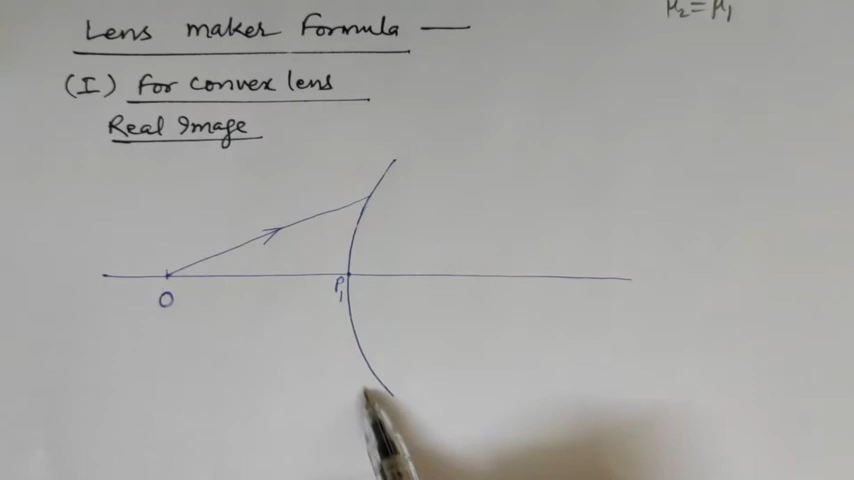 μ₂=μ₁
Lens maker Formula —
(I) For convex lens
Real Image
O
P₁